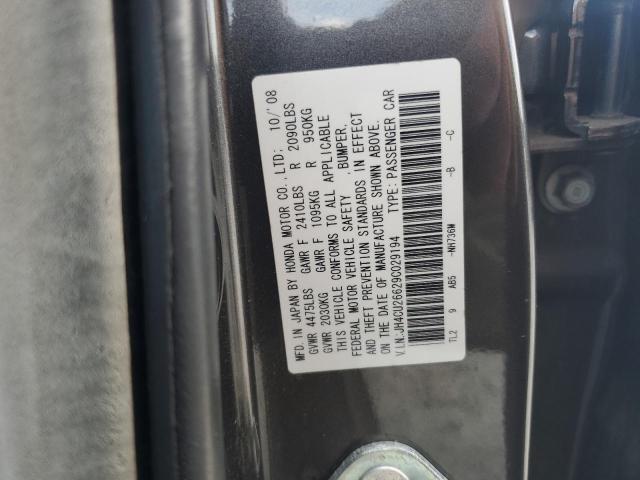 MFD. IN JAPAN BY HONDA MOTOR CO., LTD; 10/'08
GVWR 4475LBS GAWR F 2410LBS R 2090LBS
GVWR 2030KG GAWR F 1095KG R 950KG
THIS VEHICLE CONFORMS TO ALL APPLICABLE
FEDERAL MOTOR VEHICLE SAFETY , BUMPER,
AND THEFT PREVENTION STANDARDS IN EFFECT
ON THE DATE OF MANUFACTURE SHOWN ABOVE.
V.I.N.:JH4CU26629C029194 TYPE: PASSENGER CAR
TL2 9 AB5 -NH736M -B -C